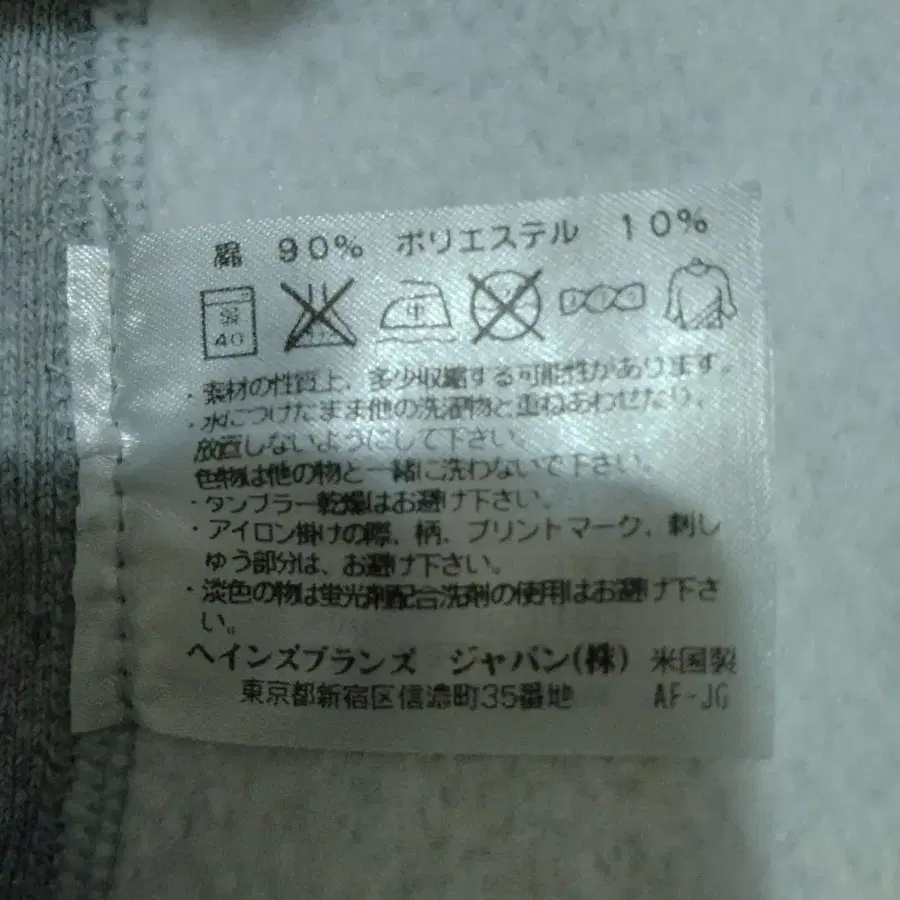 綿 90% ポリエステル 10%
弱 40 中
・素材の性質上、多少収縮する可能性があります。
・水につけたまま他の洗濯物と重ねあわせたり、
放置しないようにして下さい。
色物は他の物と一緒に洗わないで下さい。
・タンブラー乾燥はお避け下さい。
・アイロン掛けの際、柄、プリントマーク、刺し
ゅう部分は、お避け下さい。
・淡色の物は蛍光剤配合洗剤の使用はお避け下さ
い。
ヘインズブランズ ジャパン(株) 米国製
東京都新宿区信濃町35番地 AF-JG